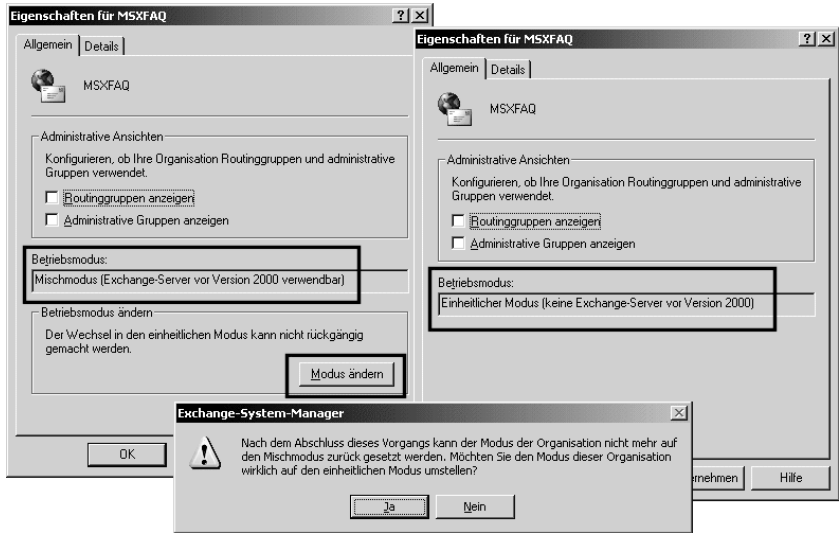 Eigenschaften für MSXFAQ
Allgemein
Details
MSXFAQ
Administrative Ansichten
Konfigurieren, ob Ihre Organisation Routinggruppen und administrative
Gruppen verwendet.
Routinggruppen anzeigen
Administrative Gruppen anzeigen
Betriebsmodus:
Mischmodus (Exchange-Server vor Version 2000 verwendbar)
Betriebsmodus ändern
Der Wechsel in den einheitlichen Modus kann nicht rückgängig
gemacht werden.
Modus ändern
OK
Eigenschaften für MSXFAQ
Allgemein
Details
MSXFAQ
Administrative Ansichten
Konfigurieren, ob Ihre Organisation Routinggruppen und administrative
Gruppen verwendet.
Routinggruppen anzeigen
Administrative Gruppen anzeigen
Betriebsmodus:
Einheitlicher Modus (keine Exchange-Server vor Version 2000)
Hilfe
Exchange-System-Manager
Nach dem Abschluss dieses Vorgangs kann der Modus der Organisation nicht mehr auf
den Mischmodus zurück gesetzt werden. Möchten Sie den Modus dieser Organisation
wirklich auf den einheitlichen Modus umstellen?
Ja
Nein